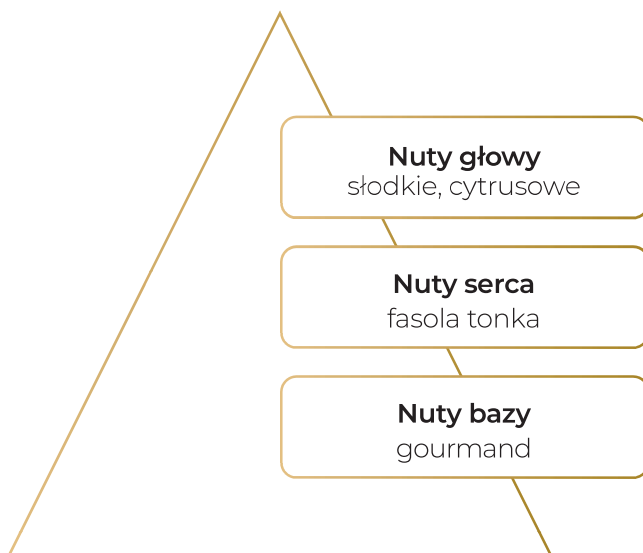 Nuty głowy
słodkie, cytrusowe
Nuty serca
fasola tonka
Nuty bazy
gourmand